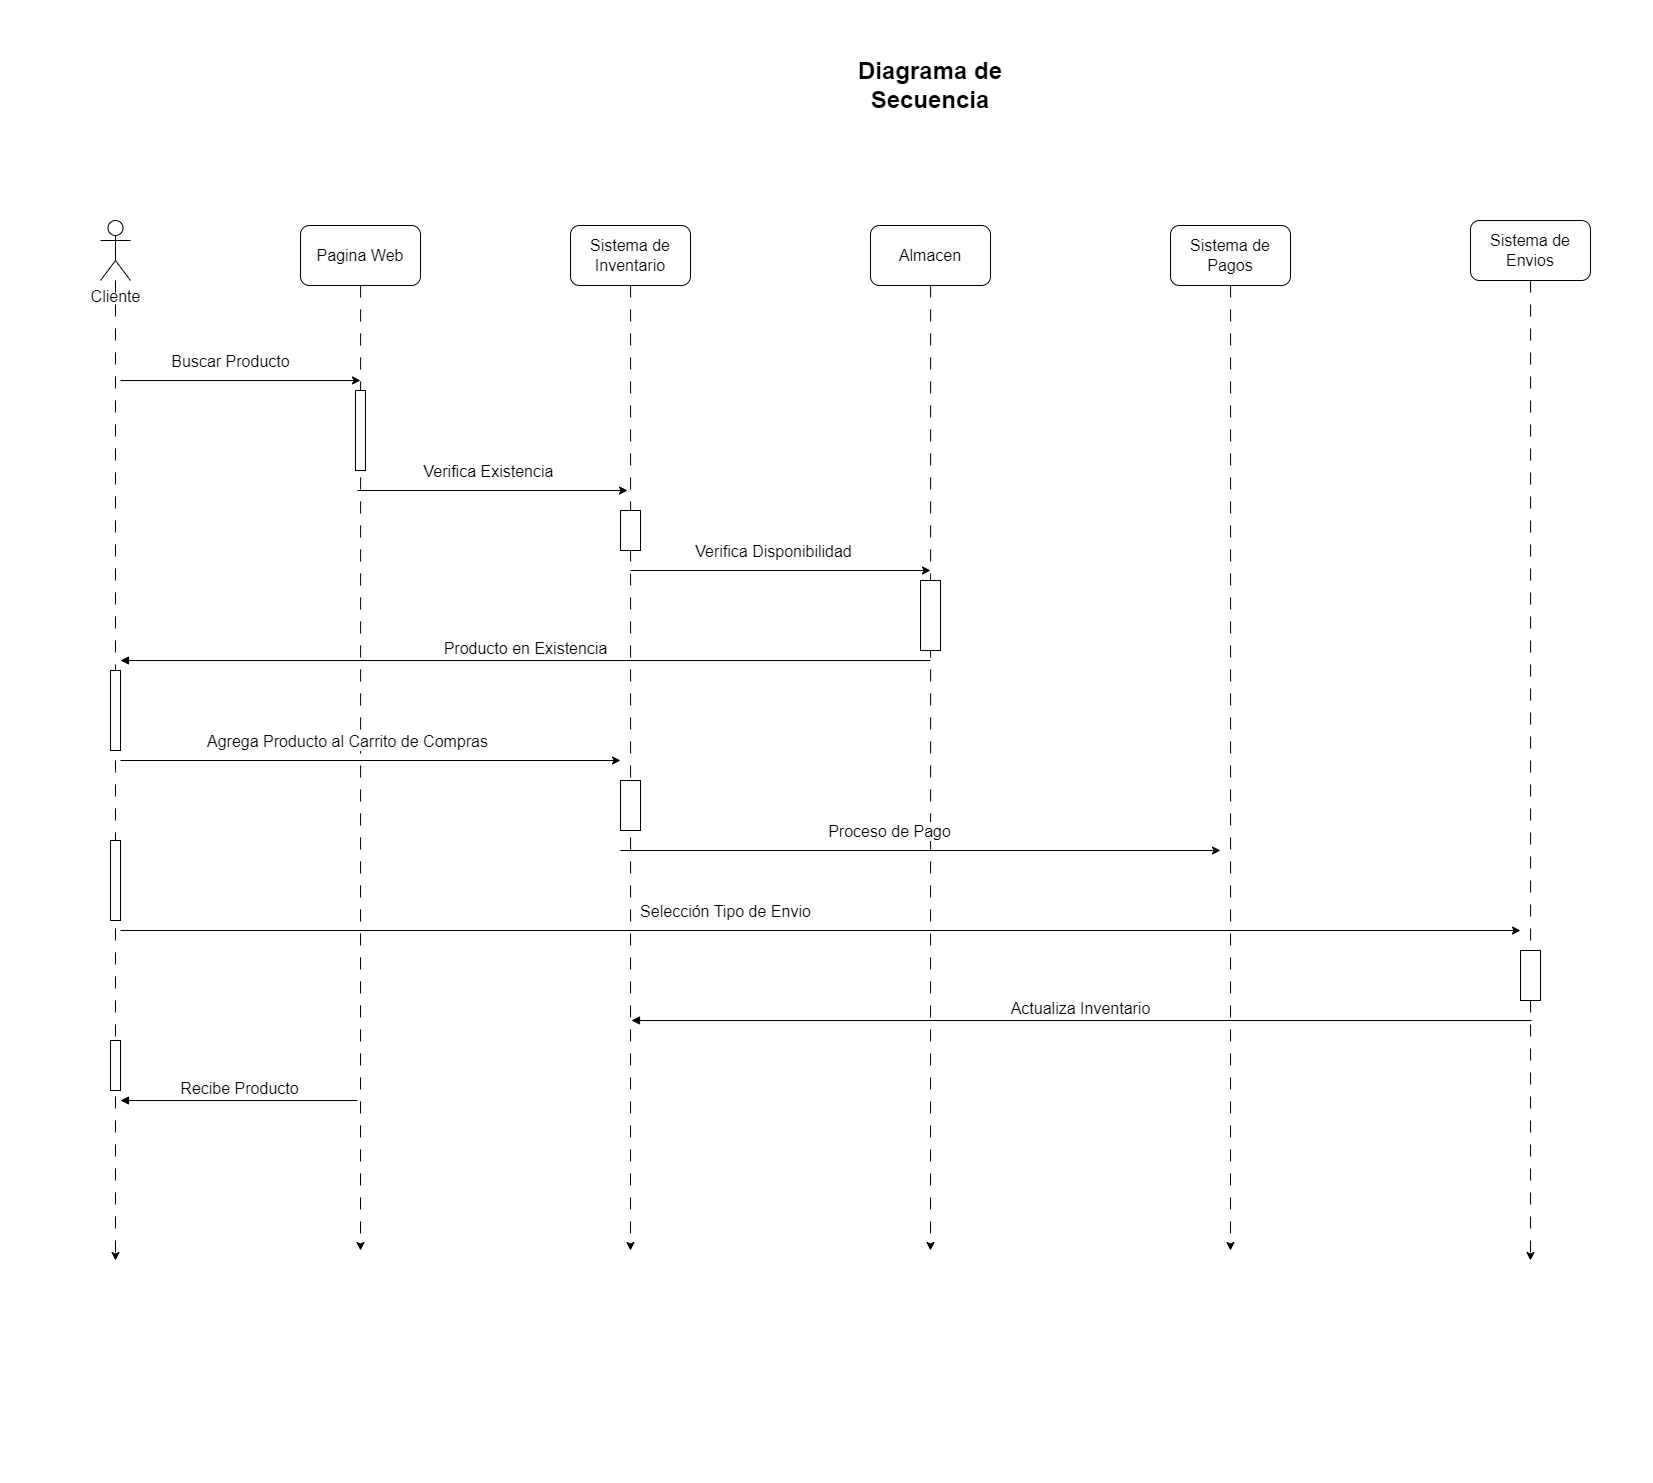 Diagrama de
Secuencia
Cliente
Pagina Web
Sistema de
Inventario
Almacen
Sistema de
Pagos
Sistema de
Envios
Buscar Producto
Verifica Existencia
Verifica Disponibilidad
Producto en Existencia
Agrega Producto al Carrito de Compras
Proceso de Pago
Selección Tipo de Envio
Actualiza Inventario
Recibe Producto